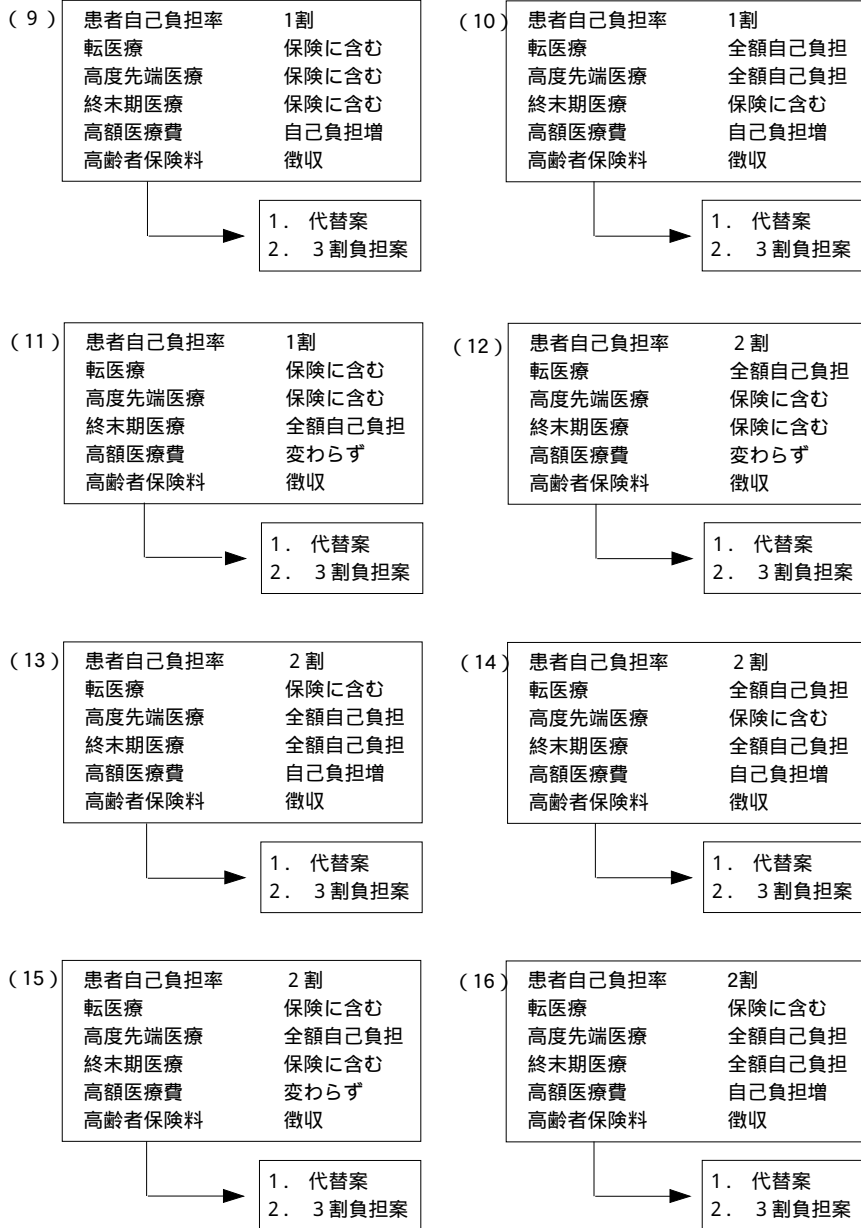 （９）
患者自己負担率　1割
転医療　保険に含む
高度先端医療　保険に含む
終末期医療　保険に含む
高額医療費　自己負担増
高齢者保険料　徴収
1．代替案
2．３割負担案
（10）
患者自己負担率　1割
転医療　全額自己負担
高度先端医療　全額自己負担
終末期医療　保険に含む
高額医療費　自己負担増
高齢者保険料　徴収
1．代替案
2．３割負担案
（11）
患者自己負担率　1割
転医療　保険に含む
高度先端医療　保険に含む
終末期医療　全額自己負担
高額医療費　変わらず
高齢者保険料　徴収
1．代替案
2．３割負担案
（12）
患者自己負担率　２割
転医療　全額自己負担
高度先端医療　保険に含む
終末期医療　保険に含む
高額医療費　変わらず
高齢者保険料　徴収
1．代替案
2．３割負担案
（13）
患者自己負担率　２割
転医療　保険に含む
高度先端医療　全額自己負担
終末期医療　全額自己負担
高額医療費　自己負担増
高齢者保険料　徴収
1．代替案
2．３割負担案
（14）
患者自己負担率　２割
転医療　全額自己負担
高度先端医療　保険に含む
終末期医療　全額自己負担
高額医療費　自己負担増
高齢者保険料　徴収
1．代替案
2．３割負担案
（15）
患者自己負担率　２割
転医療　保険に含む
高度先端医療　全額自己負担
終末期医療　保険に含む
高額医療費　変わらず
高齢者保険料　徴収
1．代替案
2．３割負担案
（16）
患者自己負担率　2割
転医療　保険に含む
高度先端医療　全額自己負担
終末期医療　全額自己負担
高額医療費　自己負担増
高齢者保険料　徴収
1．代替案
2．３割負担案